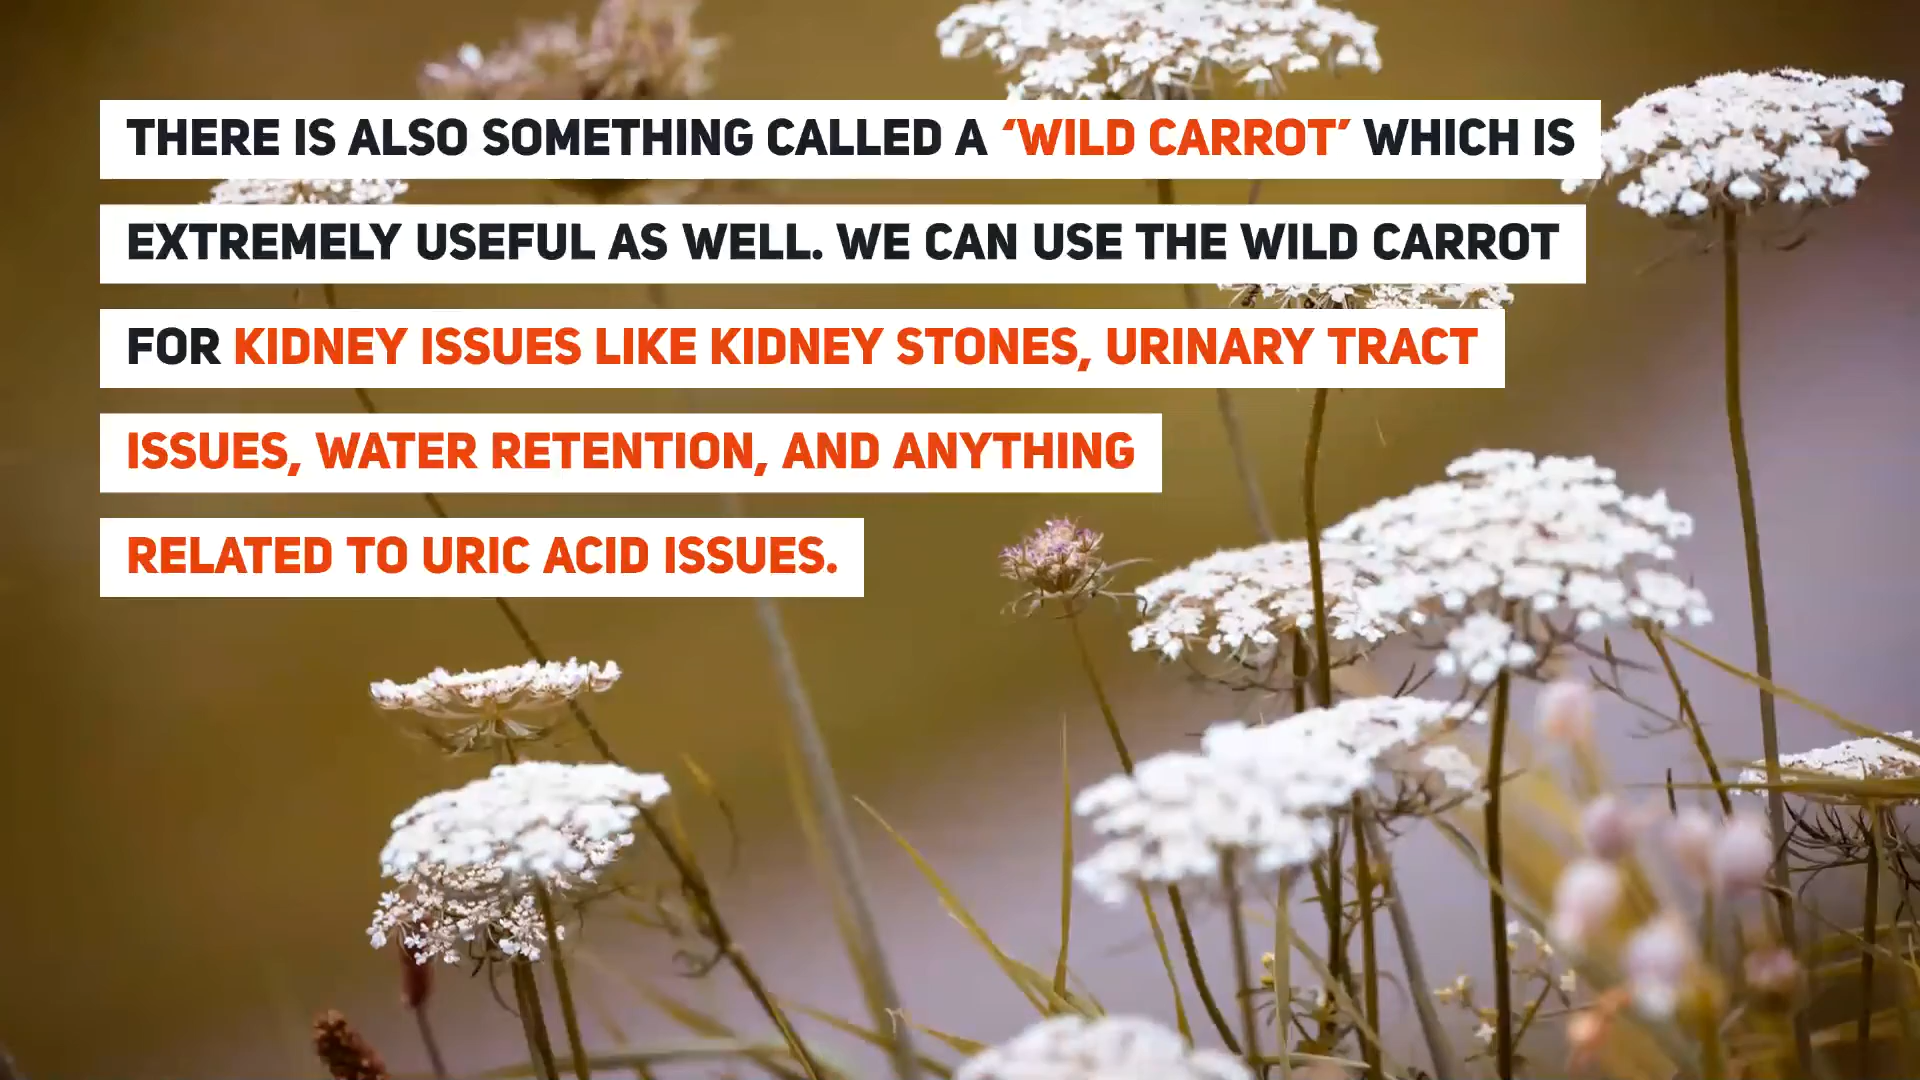 THERE IS ALSO SOMETHING CALLED A ‘WILD CARROT’ WHICH IS
EXTREMELY USEFUL AS WELL. WE CAN USE THE WILD CARROT
FOR KIDNEY ISSUES LIKE KIDNEY STONES, URINARY TRACT
ISSUES, WATER RETENTION, AND ANYTHING
RELATED TO URIC ACID ISSUES.